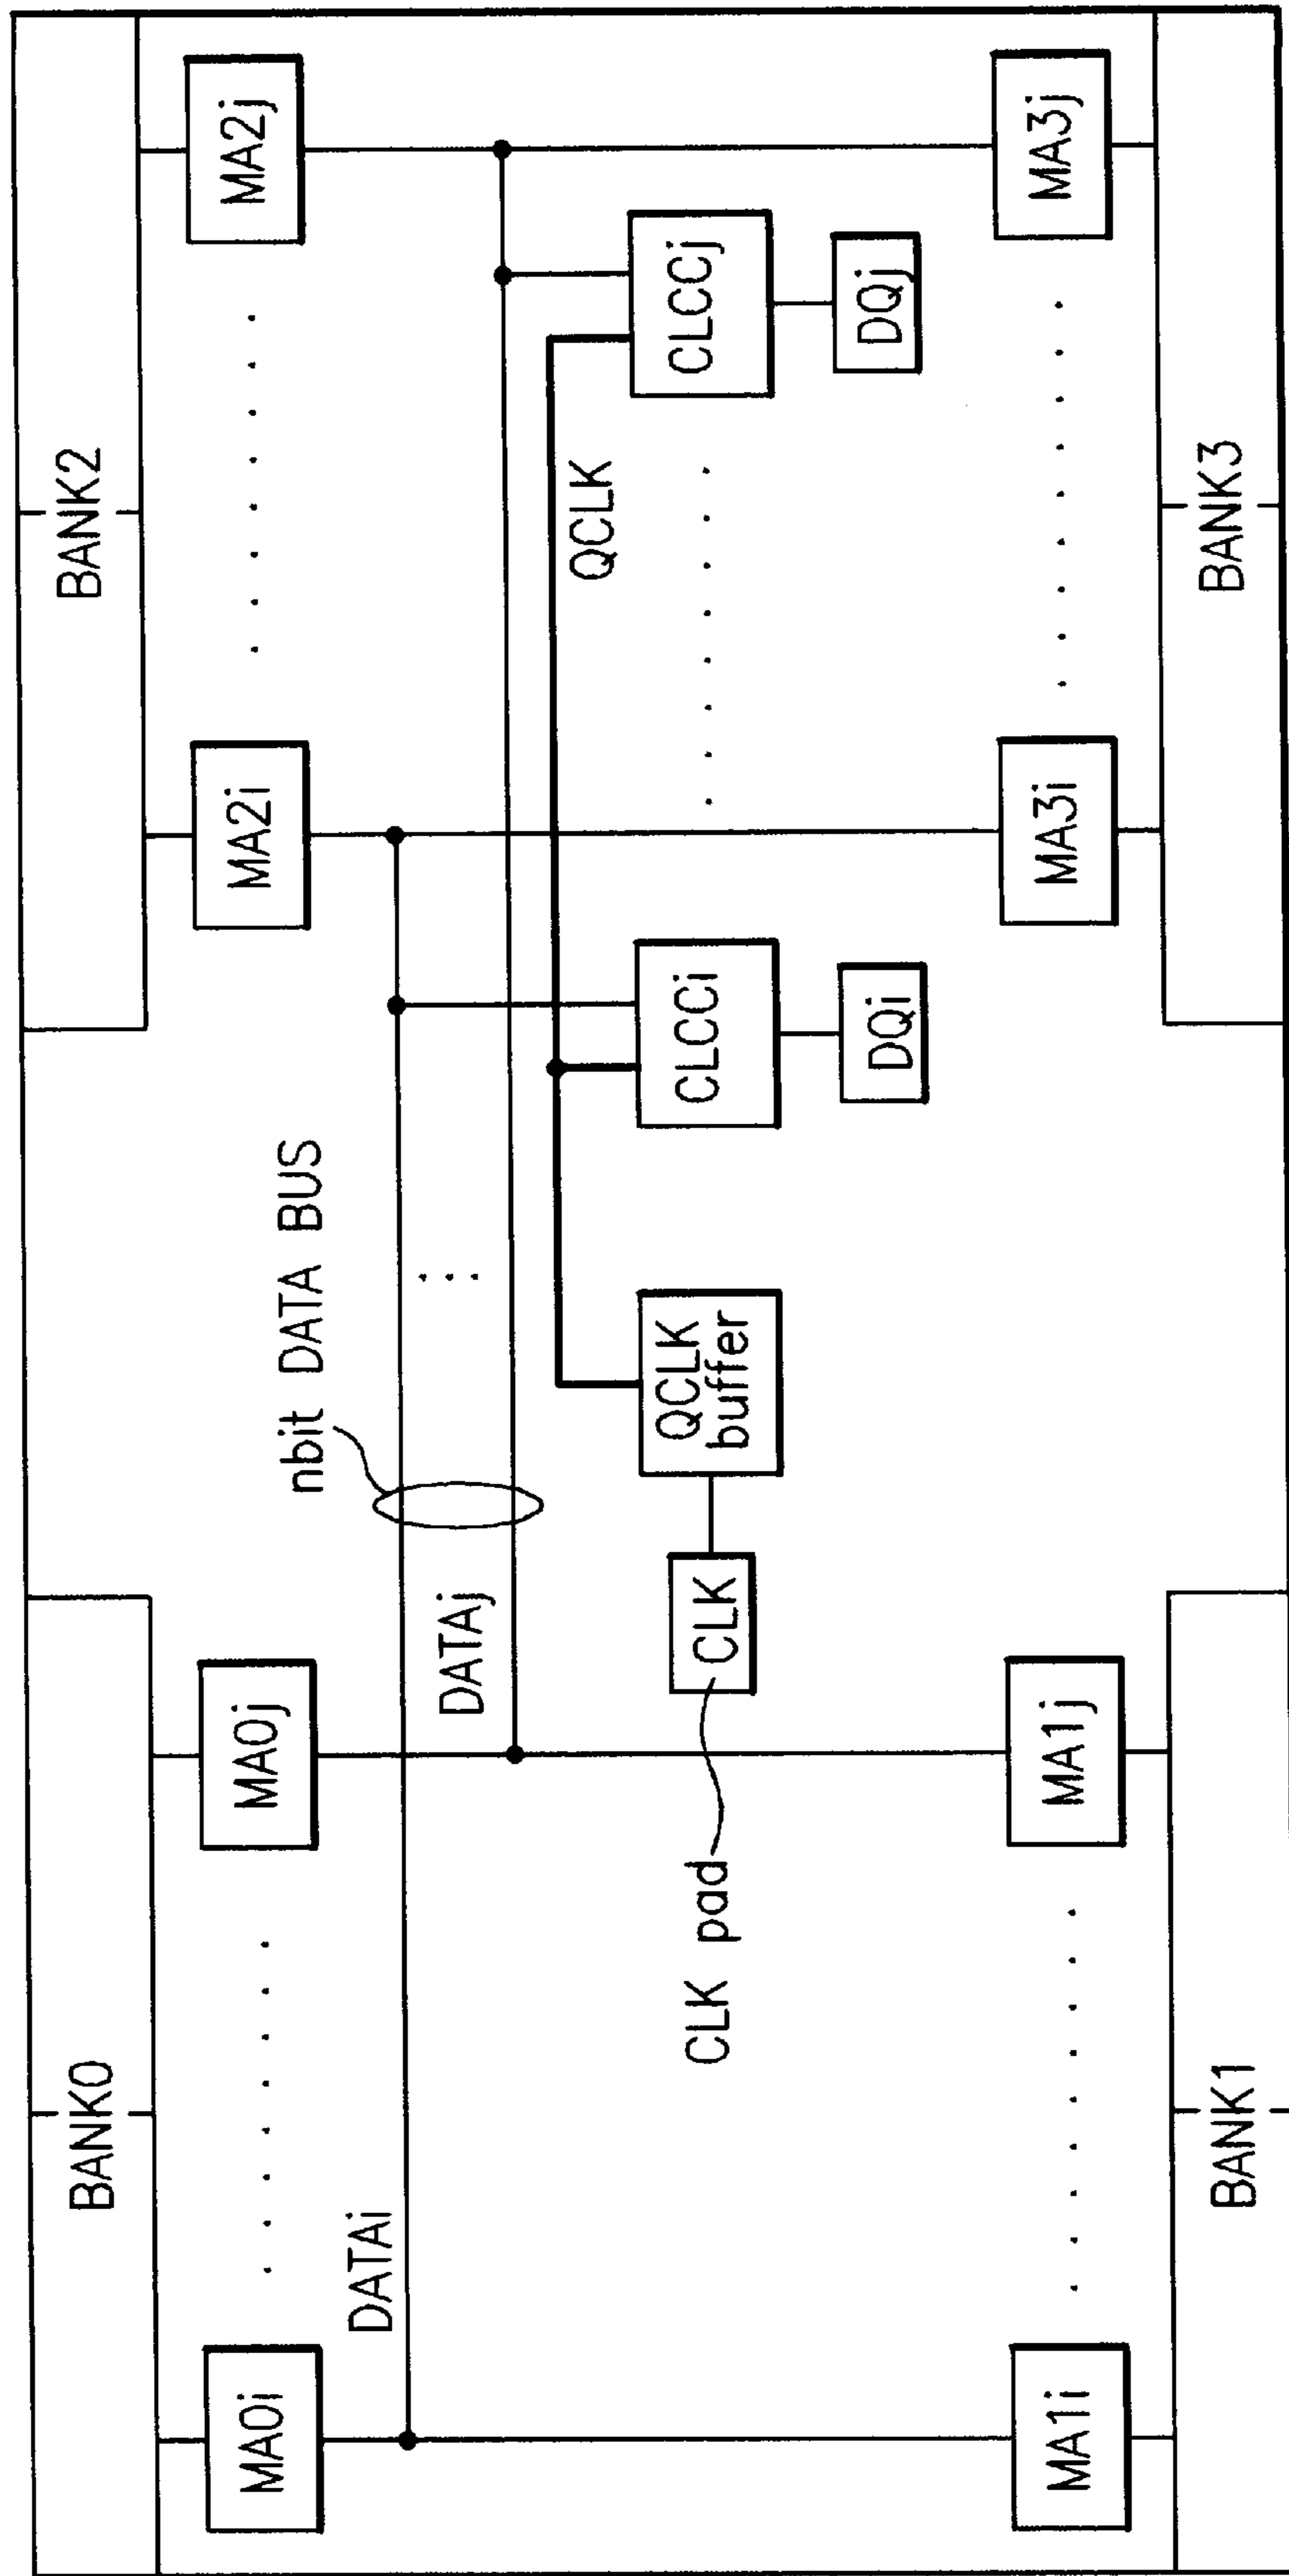 BANK0
BANK2
MA0i
MA0j
MA2i
MA2j
DATAi
DATAj
nbit DATA BUS
QCLK
CLK pad
CLK
QCLK
buffer
CLCCi
CLCCj
DQi
DQj
MA1i
MA1j
MA3i
MA3j
BANK1
BANK3